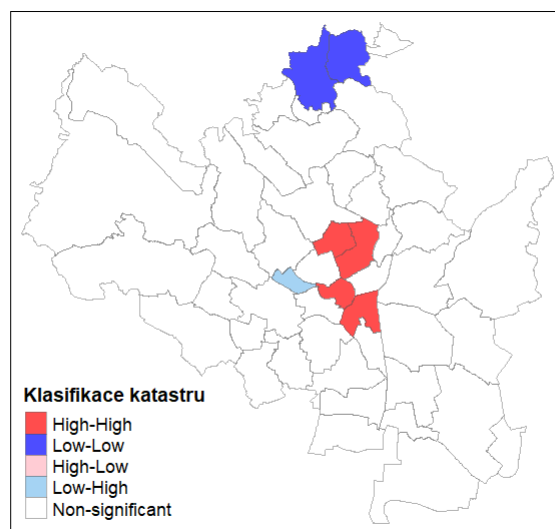 Klasifikace katastru
High-High
Low-Low
High-Low
Low-High
Non-significant